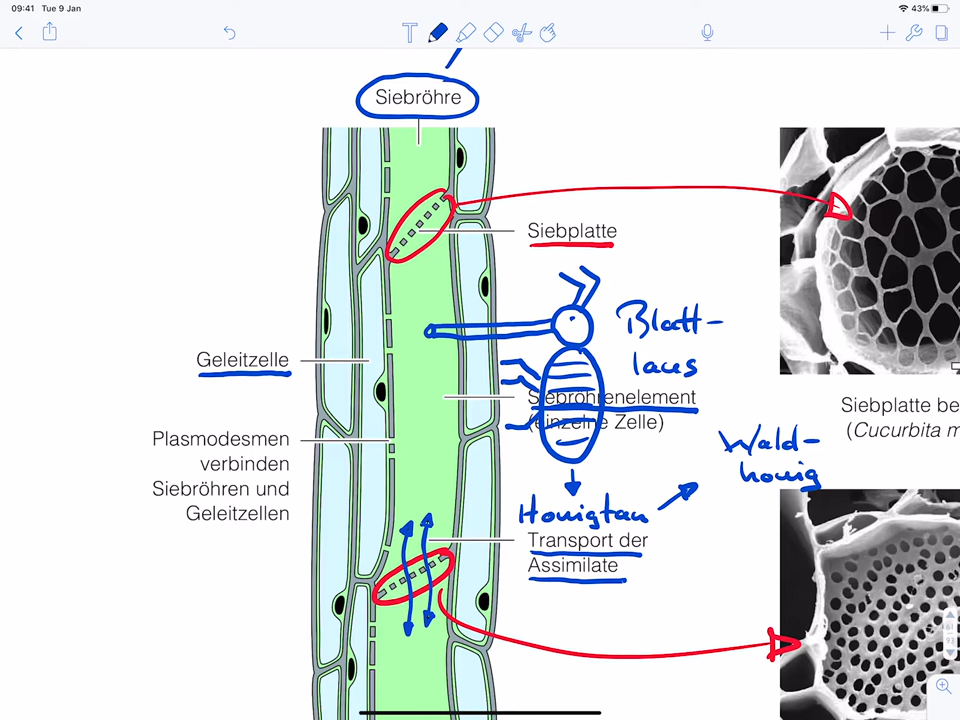 09:41 Tue 9 Jan
43%
Siebröhre
Siebplatte
Blatt-
laus
Geleitzelle
Siebröhrenelement
(einzelne Zelle)
Siebplatte be
(Cucurbita m
Plasmodesmen
verbinden
Siebröhren und
Geleitzellen
Wald-
honig
Honigtau
Transport der
Assimilate